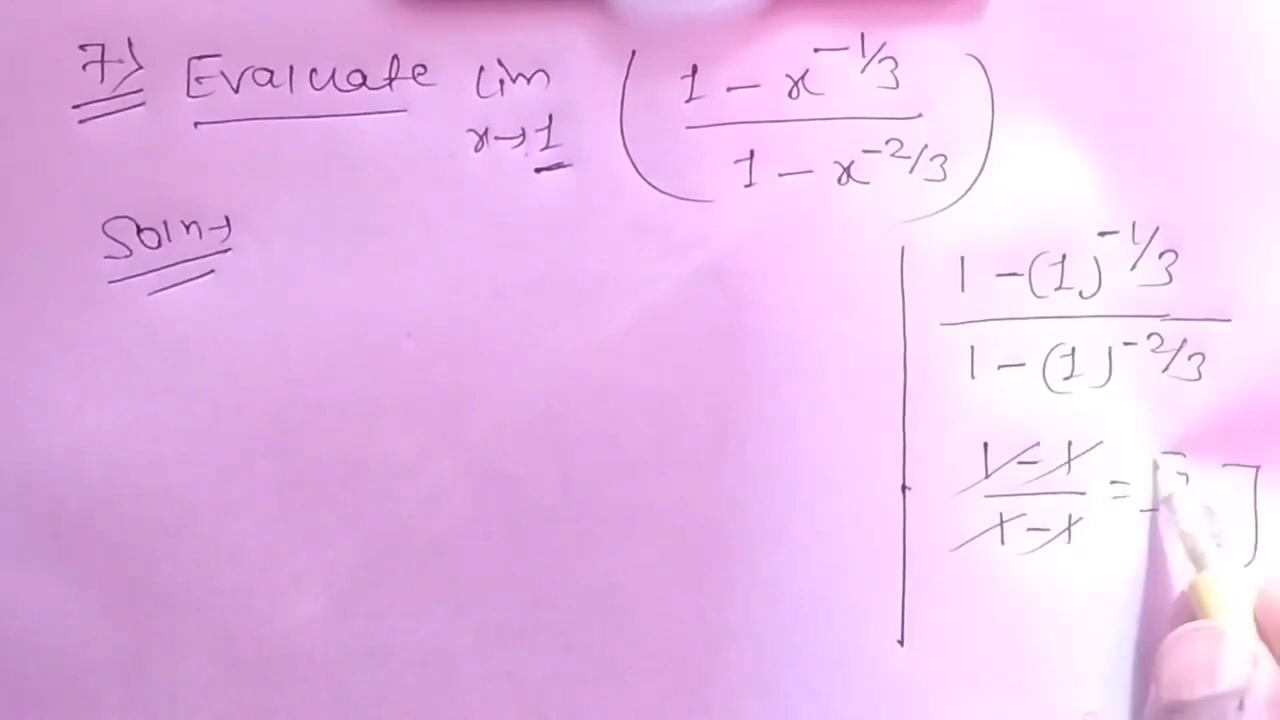 7.) Evaluate lim x→1 ( (1 - x^{-1/3}) / (1 - x^{-2/3}) )
Soln→
1 - (1)^{-1/3}
1 - (1)^{-2/3}
1 - 1
1 - 1 =